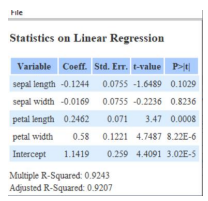 File
Statistics on Linear Regression
Variable Coeff. Std. Err. t-value P>|t|
sepal length -0.1244 0.0755 -1.6489 0.1029
sepal width -0.0169 0.0755 -0.2236 0.8236
petal length 0.2462 0.071 3.47 0.0008
petal width 0.58 0.1221 4.7487 8.22E-6
Intercept 1.1419 0.259 4.4091 3.02E-5
Multiple R-Squared: 0.9243
Adjusted R-Squared: 0.9207